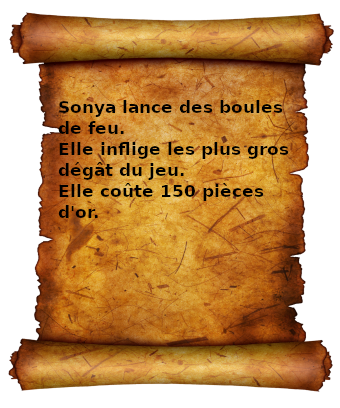 Sonya lance des boules
de feu.
Elle inflige les plus gros
dégât du jeu.
Elle coûte 150 pièces
d'or.